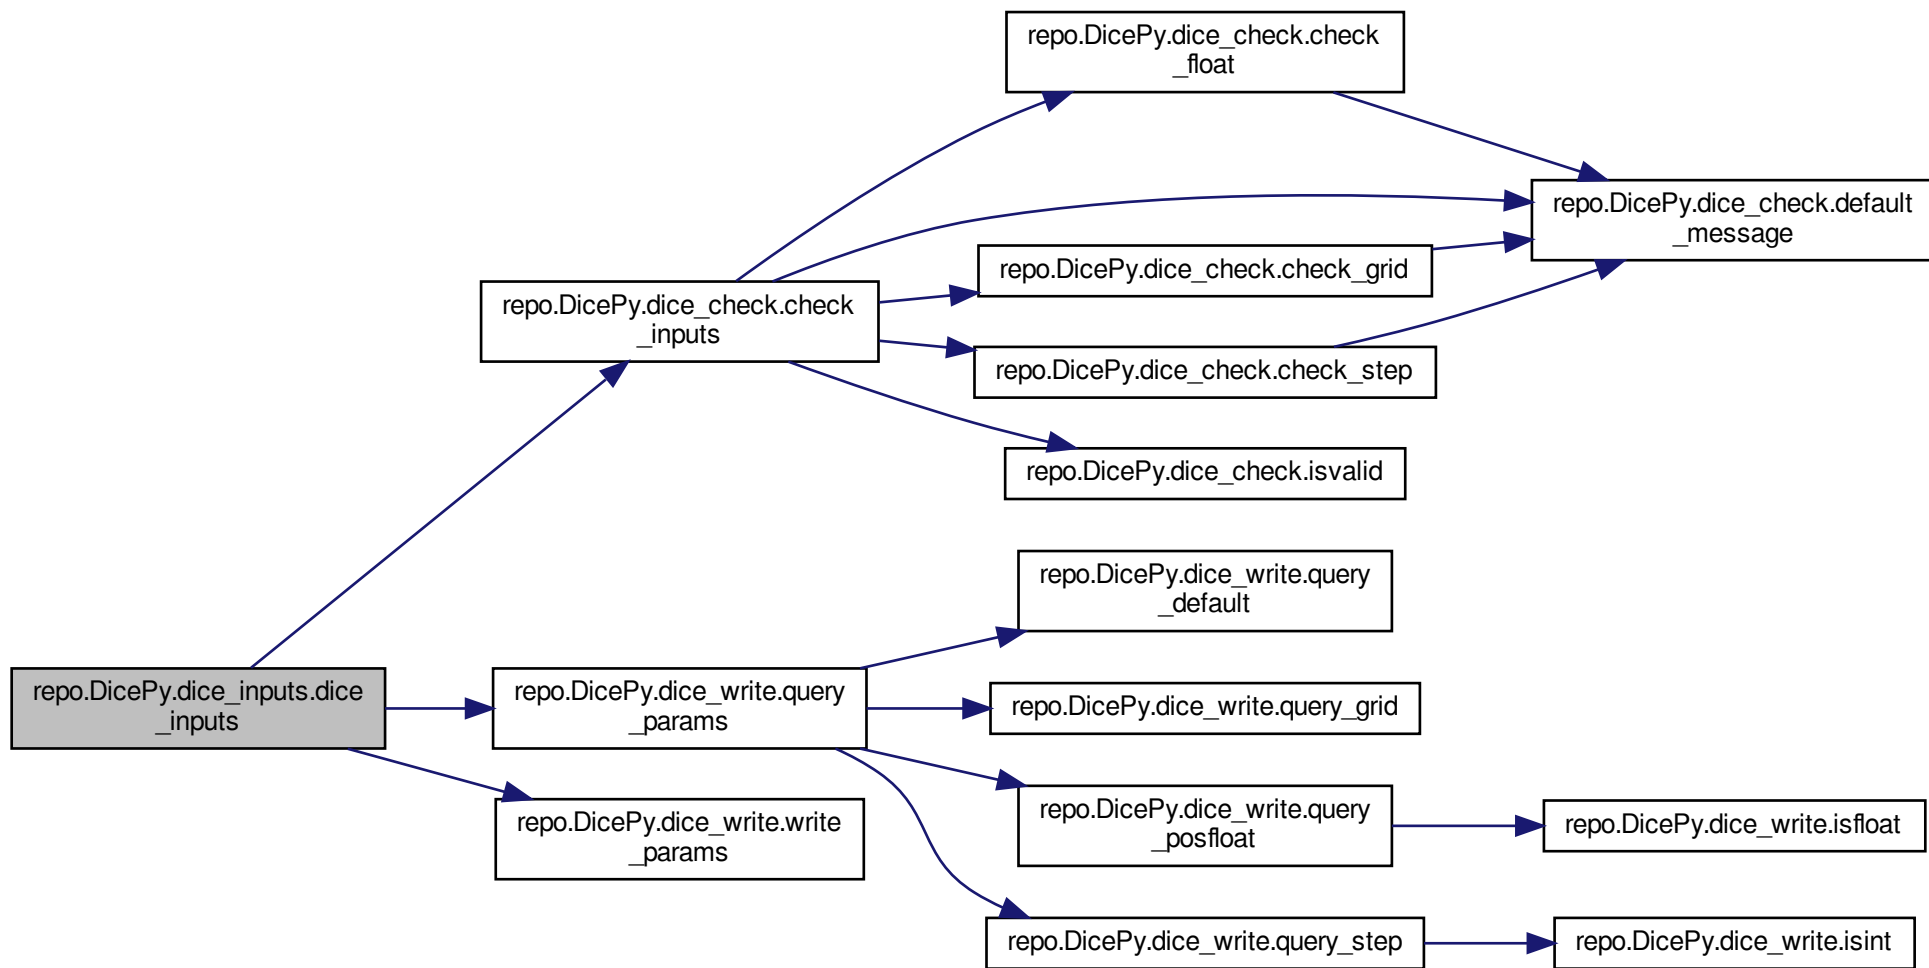 repo.DicePy.dice_check.check
_float
repo.DicePy.dice_check.default
_message
repo.DicePy.dice_check.check_grid
repo.DicePy.dice_check.check
_inputs
repo.DicePy.dice_check.check_step
repo.DicePy.dice_check.isvalid
repo.DicePy.dice_write.query
_default
repo.DicePy.dice_inputs.dice
_inputs
repo.DicePy.dice_write.query
_params
repo.DicePy.dice_write.query_grid
repo.DicePy.dice_write.write
_params
repo.DicePy.dice_write.query
_posfloat
repo.DicePy.dice_write.isfloat
repo.DicePy.dice_write.query_step
repo.DicePy.dice_write.isint